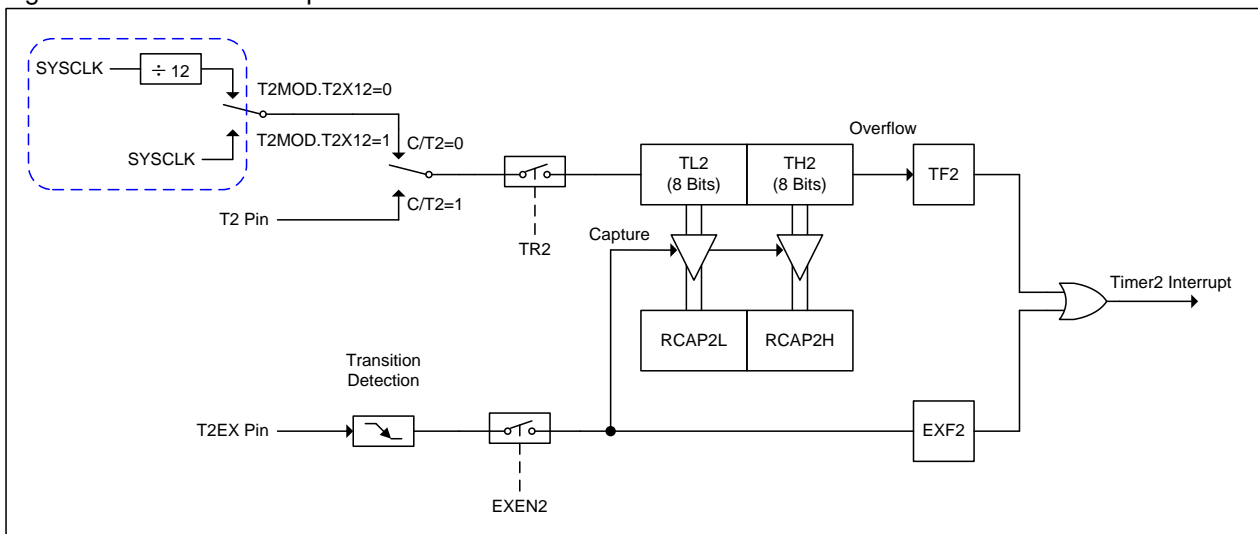 SYSCLK
÷ 12
T2MOD.T2X12=0
T2MOD.T2X12=1
SYSCLK
C/T2=0
C/T2=1
T2 Pin
TR2
TL2
(8 Bits)
TH2
(8 Bits)
Overflow
TF2
Capture
RCAP2L
RCAP2H
Timer2 Interrupt
Transition
Detection
T2EX Pin
EXEN2
EXF2